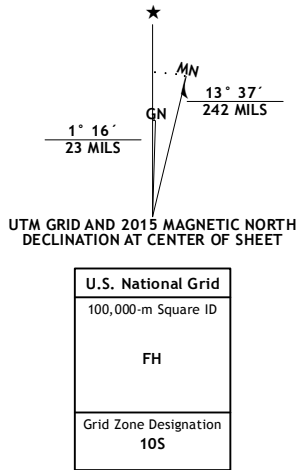 MN
GN
13° 37´
242 MILS
1° 16´
23 MILS
UTM GRID AND 2015 MAGNETIC NORTH
DECLINATION AT CENTER OF SHEET
U.S. National Grid
100,000-m Square ID
FH
Grid Zone Designation
10S